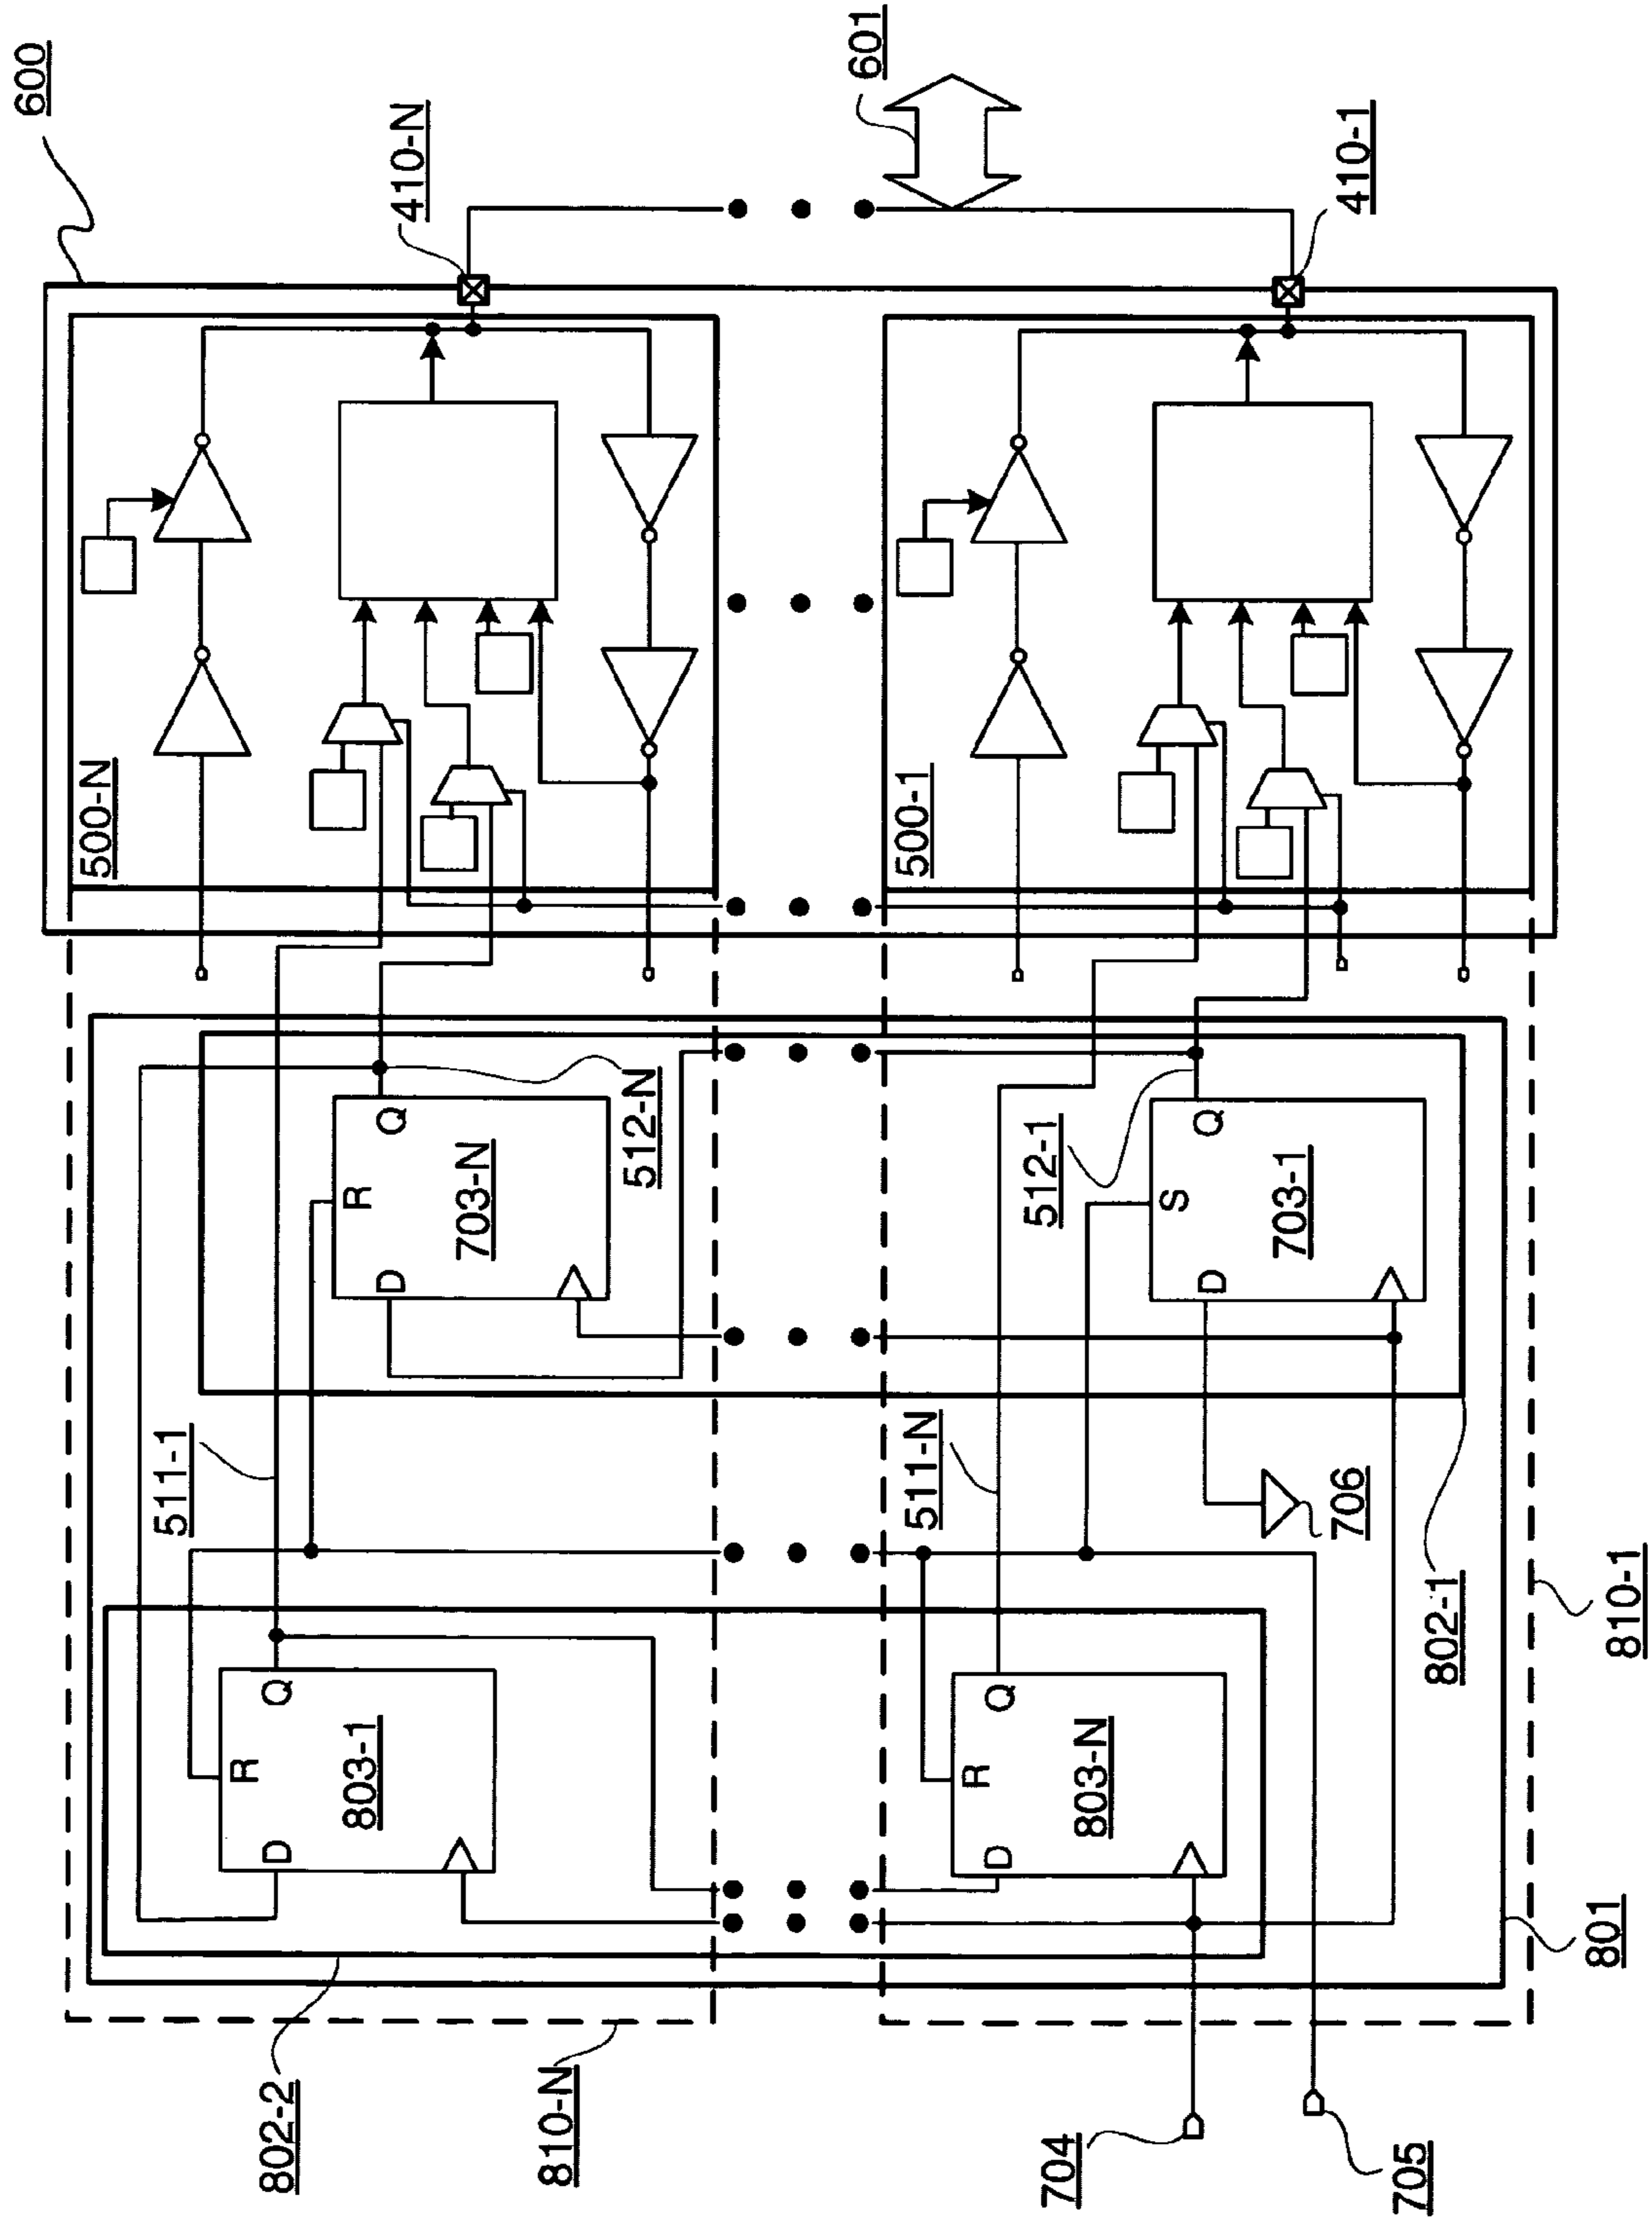 600
410-N
601
410-1
500-N
500-1
511-1
Q
R
D
703-N
512-N
512-1
Q
S
D
703-1
511-N
706
Q
R
D
803-1
Q
R
D
803-N
802-1
810-1
801
802-2
810-N
704
705